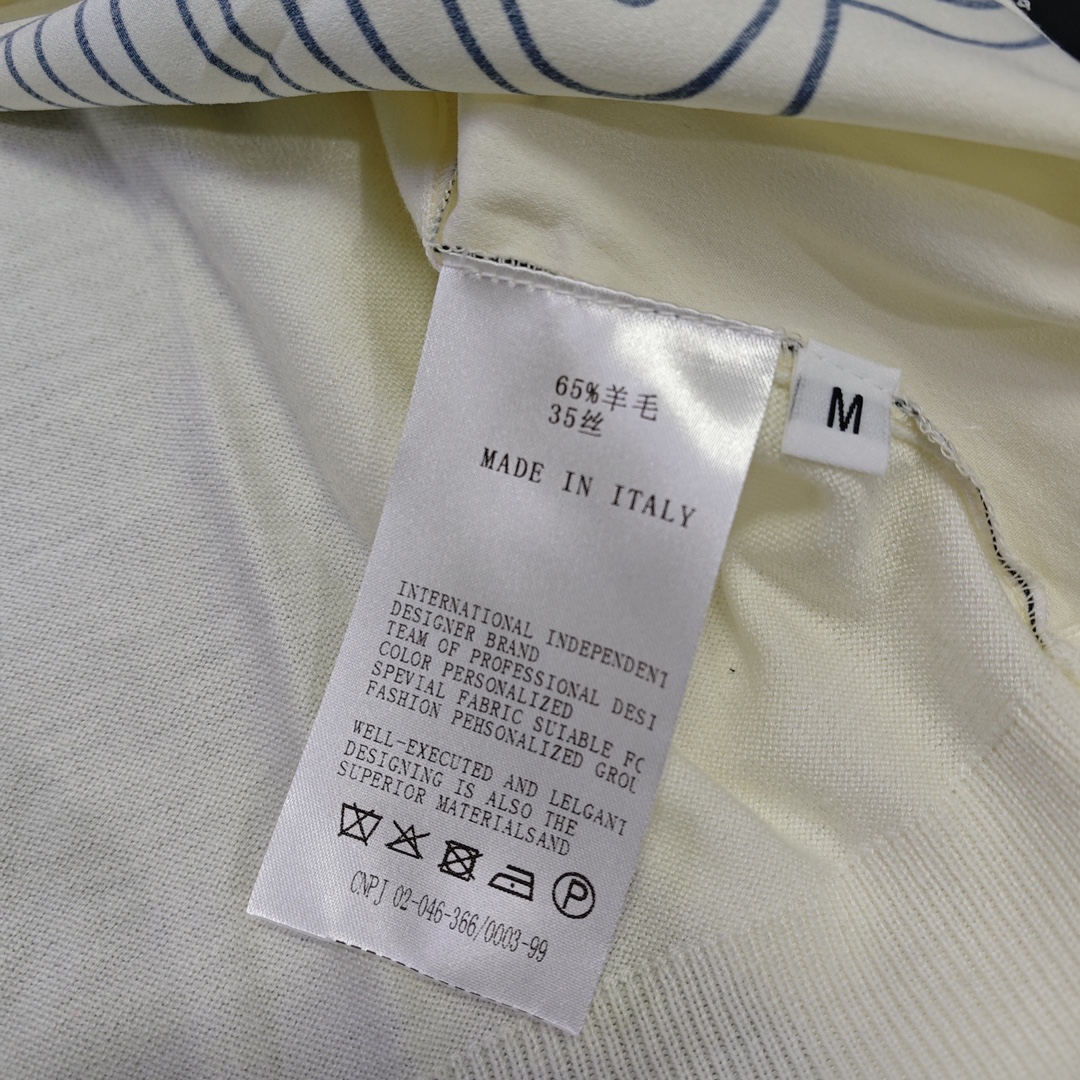 65%羊毛
35丝
MADE IN ITALY
M
INTERNATIONAL INDEPENDENT
DESIGNER BRAND
TEAM OF PROFESSIONAL DESI
COLOR PERSONALIZED
SPEVIAL FABRIC SUIABLE FO
FASHION PEHSONALIZED GROU
WELL-EXECUTED AND LELGANT
DESIGNING IS ALSO THE
SUPERIOR MATERIALSAND
P
CNPJ 02-046-366/0003-99